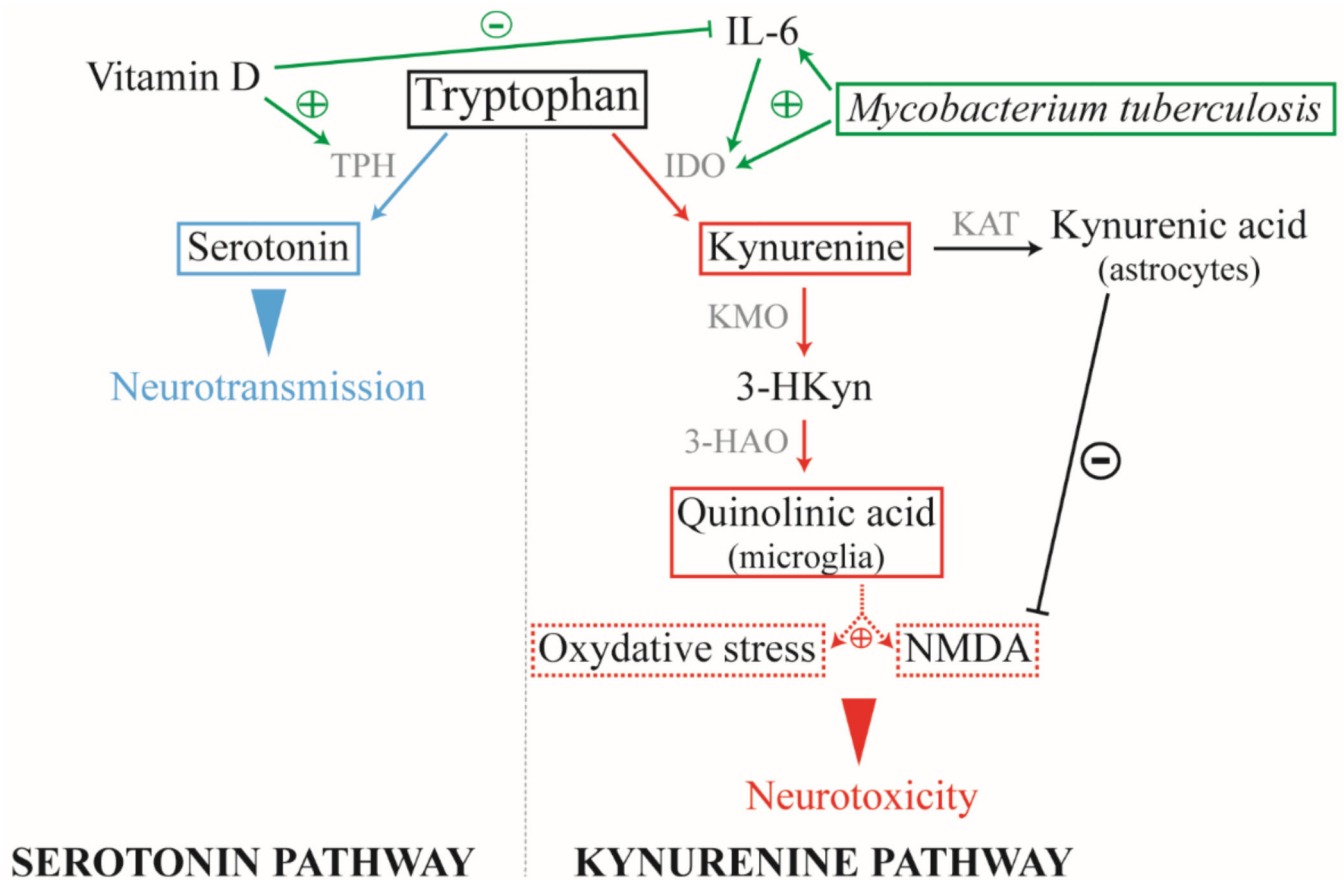 IL-6
Vitamin D
Tryptophan
Mycobacterium tuberculosis
TPH
IDO
Serotonin
Kynurenine
KAT
Kynurenic acid
(astrocytes)
KMO
Neurotransmission
3-HKyn
3-HAO
Quinolinic acid
(microglia)
Oxydative stress
NMDA
Neurotoxicity
SEROTONIN PATHWAY
KYNURENINE PATHWAY